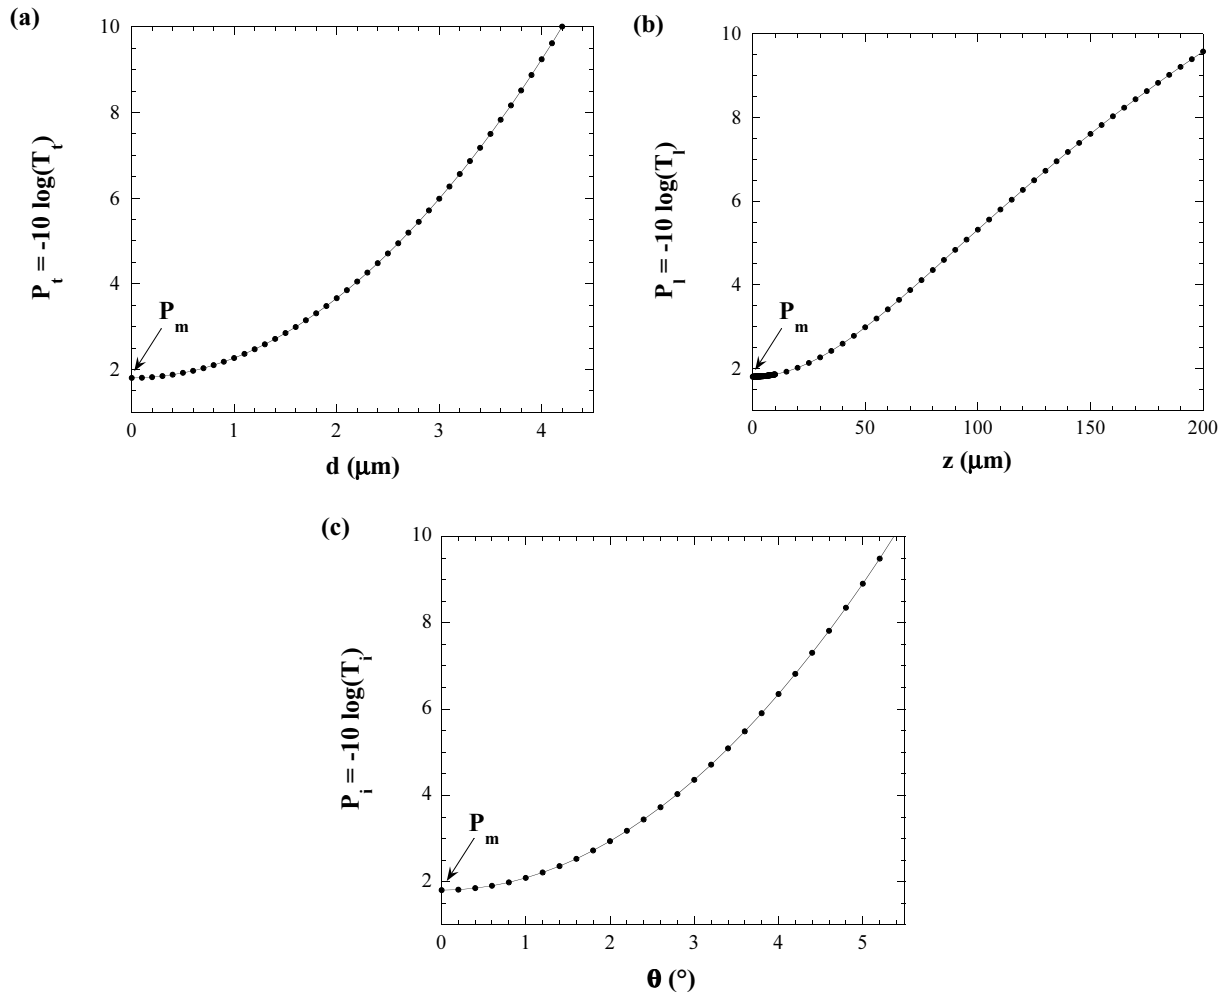 (a)
10
8
6
4
2
P_t = -10 log(T_t)
P_m
0 1 2 3 4
d (μm)
(b)
10
8
6
4
2
P_l = -10 log(T_l)
P_m
0 50 100 150 200
z (μm)
(c)
10
8
6
4
2
P_i = -10 log(T_i)
P_m
0 1 2 3 4 5
θ (°)